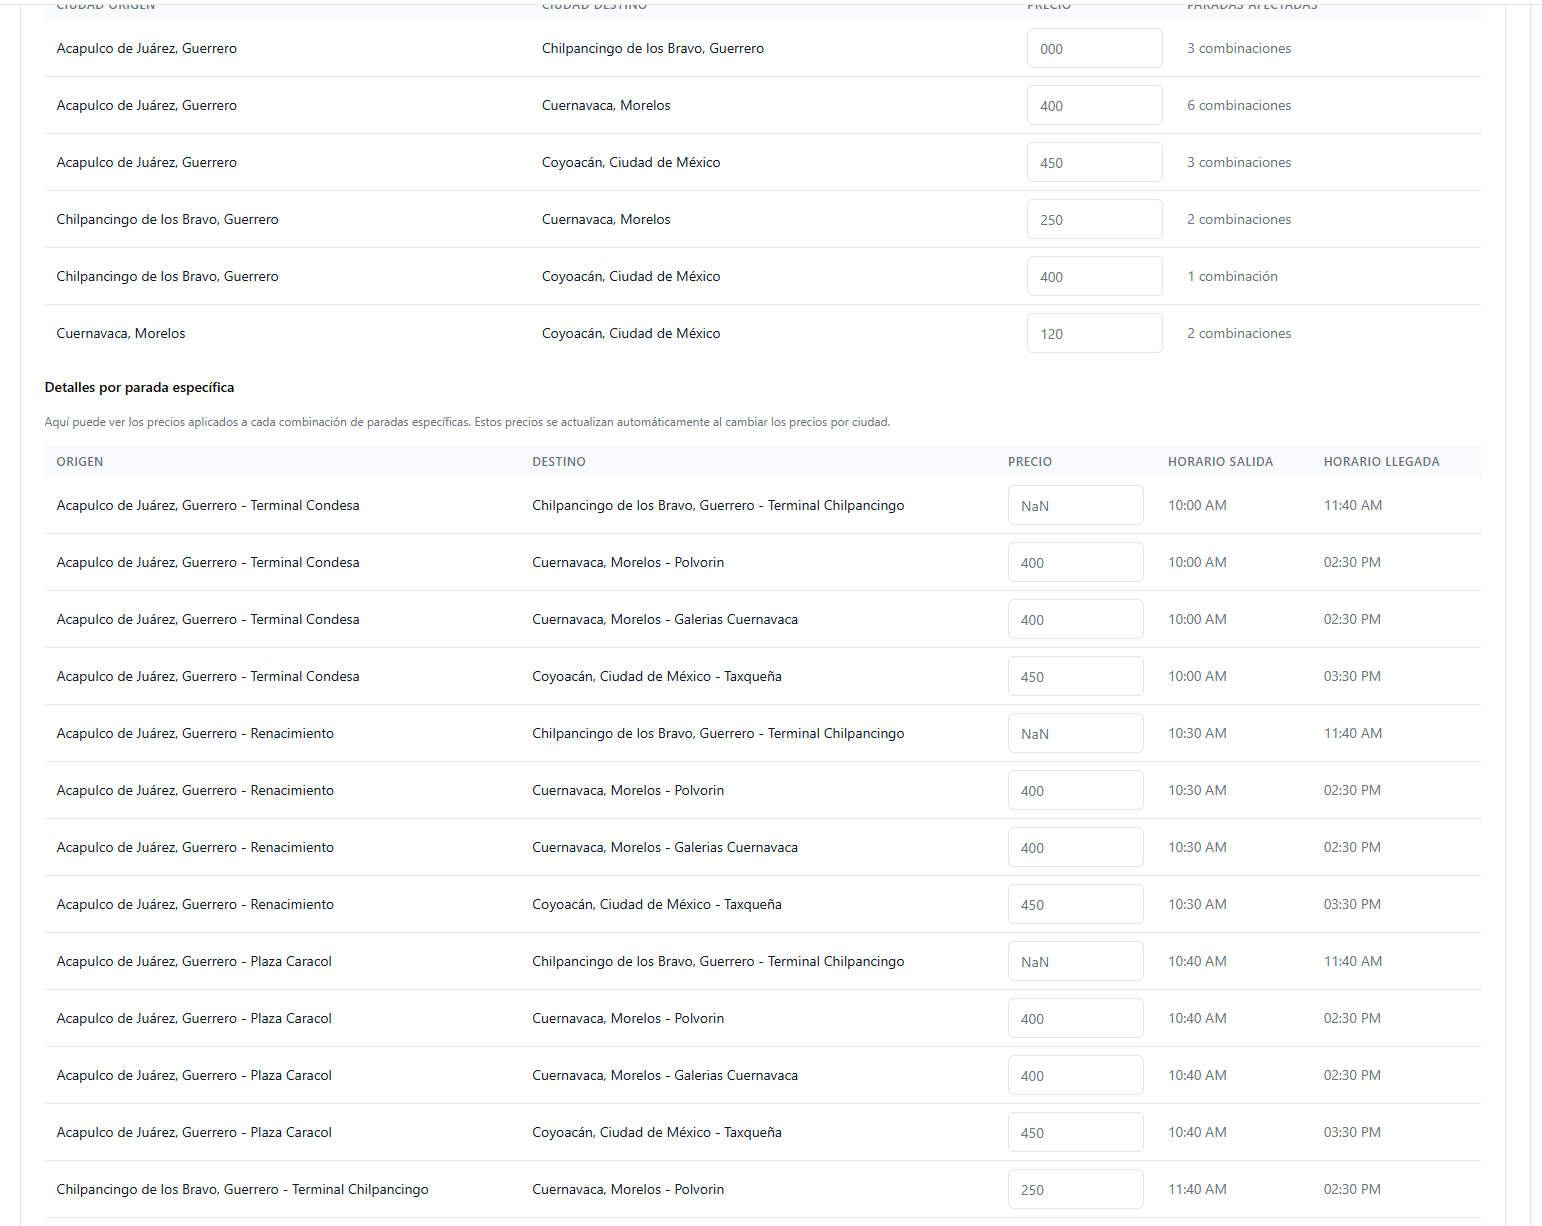 CIUDAD ORIGEN CIUDAD DESTINO PRECIO PARADAS AFECTADAS
Acapulco de Juárez, Guerrero Chilpancingo de los Bravo, Guerrero 000 3 combinaciones
Acapulco de Juárez, Guerrero Cuernavaca, Morelos 400 6 combinaciones
Acapulco de Juárez, Guerrero Coyoacán, Ciudad de México 450 3 combinaciones
Chilpancingo de los Bravo, Guerrero Cuernavaca, Morelos 250 2 combinaciones
Chilpancingo de los Bravo, Guerrero Coyoacán, Ciudad de México 400 1 combinación
Cuernavaca, Morelos Coyoacán, Ciudad de México 120 2 combinaciones
Detalles por parada específica
Aquí puede ver los precios aplicados a cada combinación de paradas específicas. Estos precios se actualizan automáticamente al cambiar los precios por ciudad.
ORIGEN DESTINO PRECIO HORARIO SALIDA HORARIO LLEGADA
Acapulco de Juárez, Guerrero - Terminal Condesa Chilpancingo de los Bravo, Guerrero - Terminal Chilpancingo NaN 10:00 AM 11:40 AM
Acapulco de Juárez, Guerrero - Terminal Condesa Cuernavaca, Morelos - Polvorin 400 10:00 AM 02:30 PM
Acapulco de Juárez, Guerrero - Terminal Condesa Cuernavaca, Morelos - Galerias Cuernavaca 400 10:00 AM 02:30 PM
Acapulco de Juárez, Guerrero - Terminal Condesa Coyoacán, Ciudad de México - Taxqueña 450 10:00 AM 03:30 PM
Acapulco de Juárez, Guerrero - Renacimiento Chilpancingo de los Bravo, Guerrero - Terminal Chilpancingo NaN 10:30 AM 11:40 AM
Acapulco de Juárez, Guerrero - Renacimiento Cuernavaca, Morelos - Polvorin 400 10:30 AM 02:30 PM
Acapulco de Juárez, Guerrero - Renacimiento Cuernavaca, Morelos - Galerias Cuernavaca 400 10:30 AM 02:30 PM
Acapulco de Juárez, Guerrero - Renacimiento Coyoacán, Ciudad de México - Taxqueña 450 10:30 AM 03:30 PM
Acapulco de Juárez, Guerrero - Plaza Caracol Chilpancingo de los Bravo, Guerrero - Terminal Chilpancingo NaN 10:40 AM 11:40 AM
Acapulco de Juárez, Guerrero - Plaza Caracol Cuernavaca, Morelos - Polvorin 400 10:40 AM 02:30 PM
Acapulco de Juárez, Guerrero - Plaza Caracol Cuernavaca, Morelos - Galerias Cuernavaca 400 10:40 AM 02:30 PM
Acapulco de Juárez, Guerrero - Plaza Caracol Coyoacán, Ciudad de México - Taxqueña 450 10:40 AM 03:30 PM
Chilpancingo de los Bravo, Guerrero - Terminal Chilpancingo Cuernavaca, Morelos - Polvorin 250 11:40 AM 02:30 PM